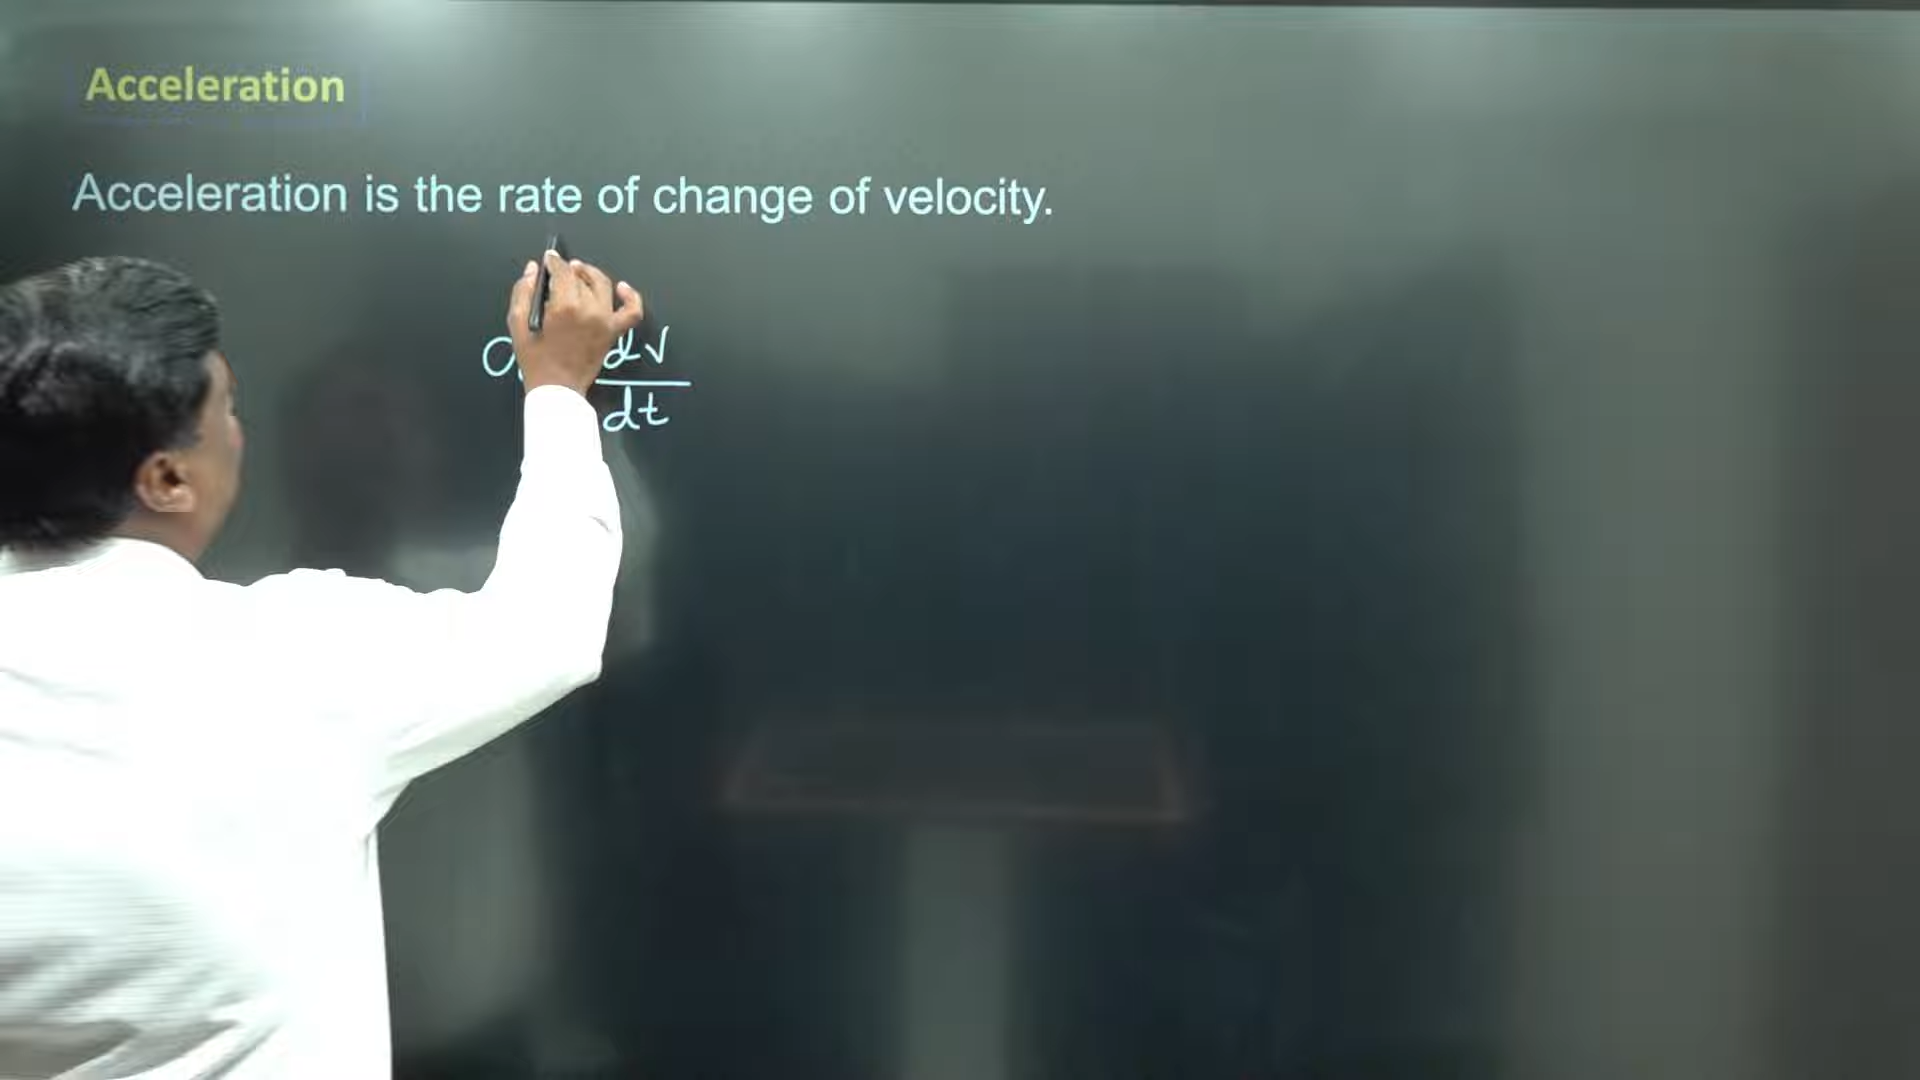 Acceleration
Acceleration is the rate of change of velocity.
a dv
dt